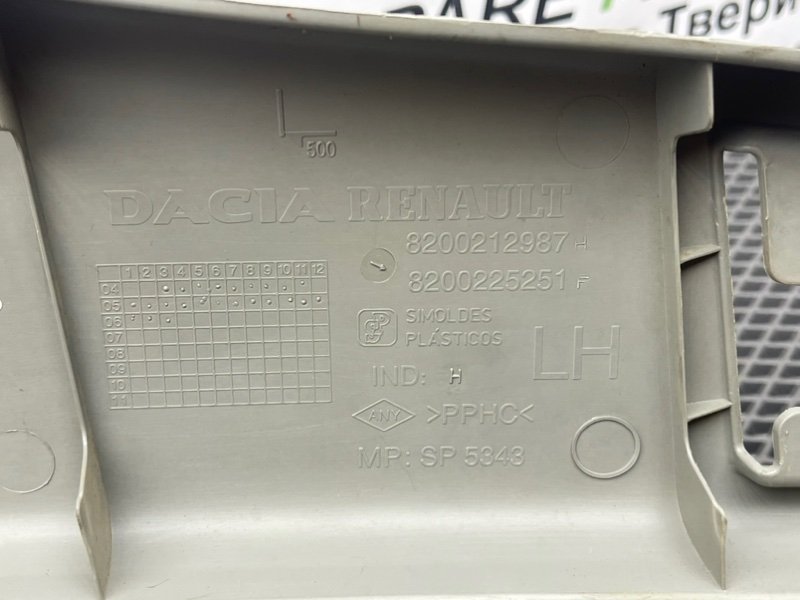 PARE
Твери
500
DACIA RENAULT
8200212987 H
8200225251 F
1 2 3 4 5 6 7 8 9 10 11 12
04
05
06
07
08
09
10
11
SIMOLDES
PLÁSTICOS
LH
IND: H
ANY >PPHC<
MP: SP 5343